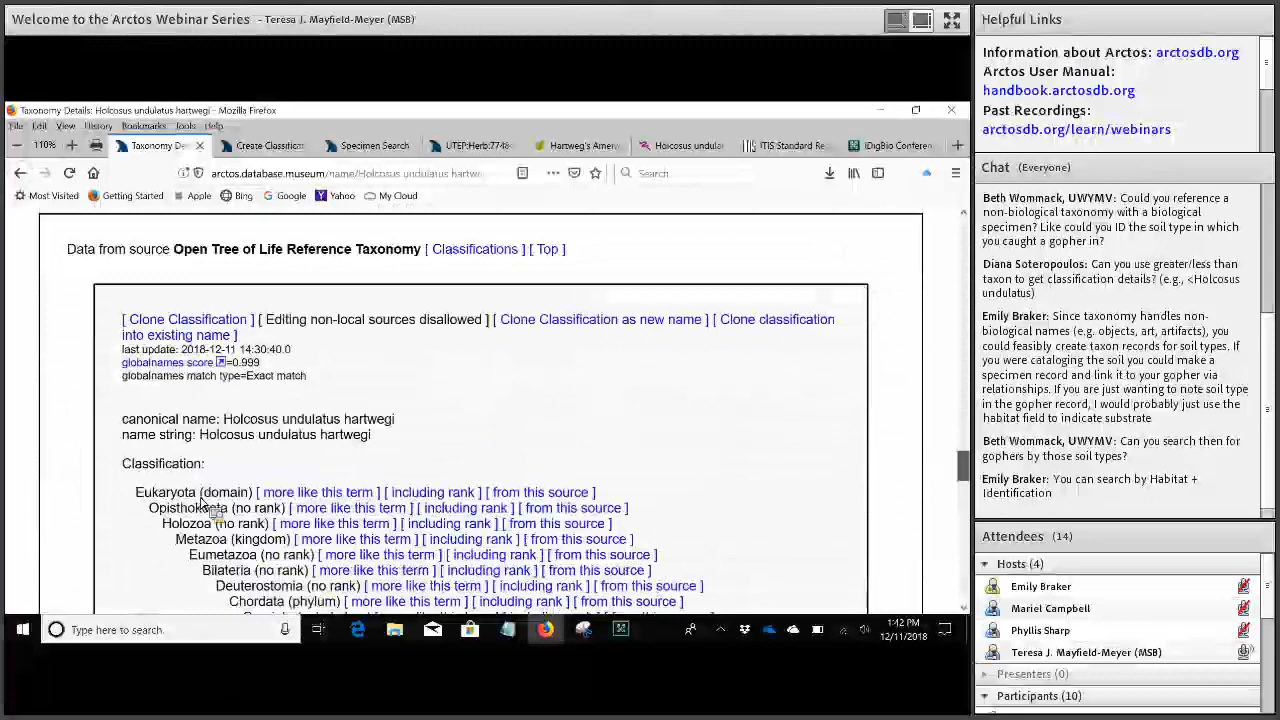 Welcome to the Arctos Webinar Series - Teresa J. Mayfield-Meyer (MSB)
Taxonomy Details: Holcosus undulatus hartwegi - Mozilla Firefox
File Edit View History Bookmarks Tools Help
110% Taxonomy De Create Classificat Specimen Search UTEP:Herb:7748 Hartweg's Amer Holcosus undula ITIS Standard Re iDigBio Conferen
arctos.database.museum/name/Holcosus undulatus hartwe Search
Most Visited Getting Started Apple Bing Google Yahoo My Cloud
Data from source Open Tree of Life Reference Taxonomy [ Classifications ] [ Top ]
[ Clone Classification ] [ Editing non-local sources disallowed ] [ Clone Classification as new name ] [ Clone classification
into existing name ]
last update: 2018-12-11 14:30:40.0
globalnames score =0.999
globalnames match type=Exact match
canonical name: Holcosus undulatus hartwegi
name string: Holcosus undulatus hartwegi
Classification:
Eukaryota (domain) [ more like this term ] [ including rank ] [ from this source ]
(no rank) [ more like this term ] [ including rank ] [ from this source ]
Holozoa (no rank) [ more like this term ] [ including rank ] [ from this source ]
Metazoa (kingdom) [ more like this term ] [ including rank ] [ from this source ]
Eumetazoa (no rank) [ more like this term ] [ including rank ] [ from this source ]
Bilateria (no rank) [ more like this term ] [ including rank ] [ from this source ]
Deuterostomia (no rank) [ more like this term ] [ including rank ] [ from this source ]
Chordata (phylum) [ more like this term ] [ including rank ] [ from this source ]
Type here to search.
1:42 PM
12/11/2018
Helpful Links
Information about Arctos: arctosdb.org
Arctos User Manual:
handbook.arctosdb.org
Past Recordings:
arctosdb.org/learn/webinars
Chat (Everyone)
Beth Wommack, UWYMV: Could you reference a
non-biological taxonomy with a biological
specimen? Like could you ID the soil type in which
you caught a gopher in?
Diana Soteropoulos: Can you use greater/less than
taxon to get classification details? (e.g., <Holcosus
undulatus)
Emily Braker: Since taxonomy handles non-
biological names (e.g. objects, art, artifacts), you
could feasibly create taxon records for soil types. If
you were cataloging the soil you could make a
specimen record and link it to your gopher via
relationships. If you are just wanting to note soil type
in the gopher record, I would probably just use the
habitat field to indicate substrate
Beth Wommack, UWYMV: Can you search then for
gophers by those soil types?
Emily Braker: You can search by Habitat +
Identification
Attendees (14)
Hosts (4)
Emily Braker
Mariel Campbell
Phyllis Sharp
Teresa J. Mayfield-Meyer (MSB)
Presenters (0)
Participants (10)